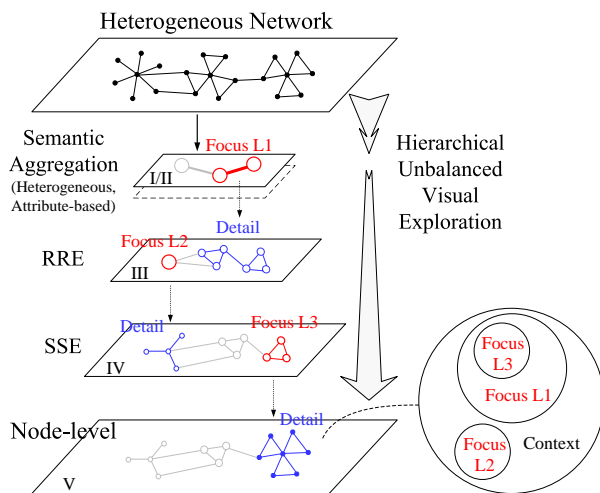 Heterogeneous Network
Semantic
Aggregation
(Heterogeneous,
Attribute-based)
Focus L1
I/II
Hierarchical
Unbalanced
Visual
Exploration
Detail
Focus L2
RRE
III
Detail
Focus L3
SSE
IV
Node-level
Detail
V
Focus
L3
Focus L1
Focus
L2
Context